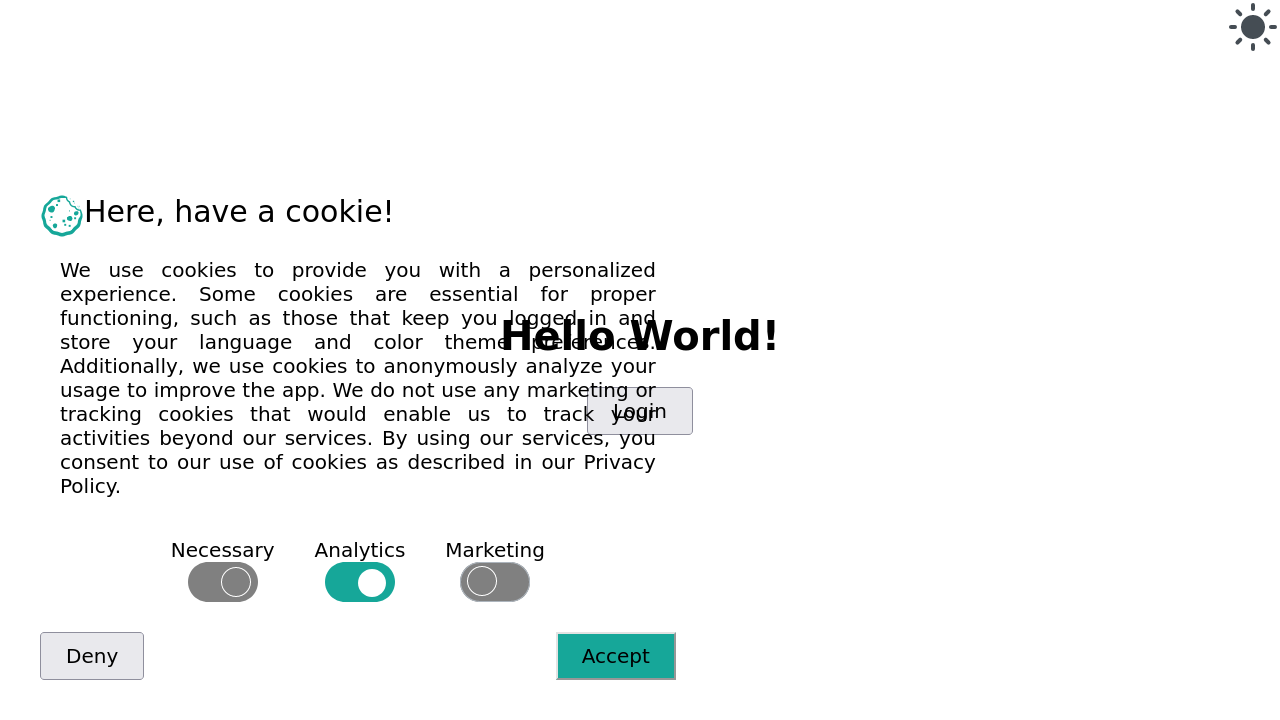 Here, have a cookie!
We use cookies to provide you with a personalized
experience. Some cookies are essential for proper
functioning, such as those that keep you logged in and
store your language and color theme preferences.
Hello World!
Additionally, we use cookies to anonymously analyze your
usage to improve the app. We do not use any marketing or
tracking cookies that would enable us to track your
Login
activities beyond our services. By using our services, you
consent to our use of cookies as described in our Privacy
Policy.
Necessary Analytics Marketing
Deny Accept